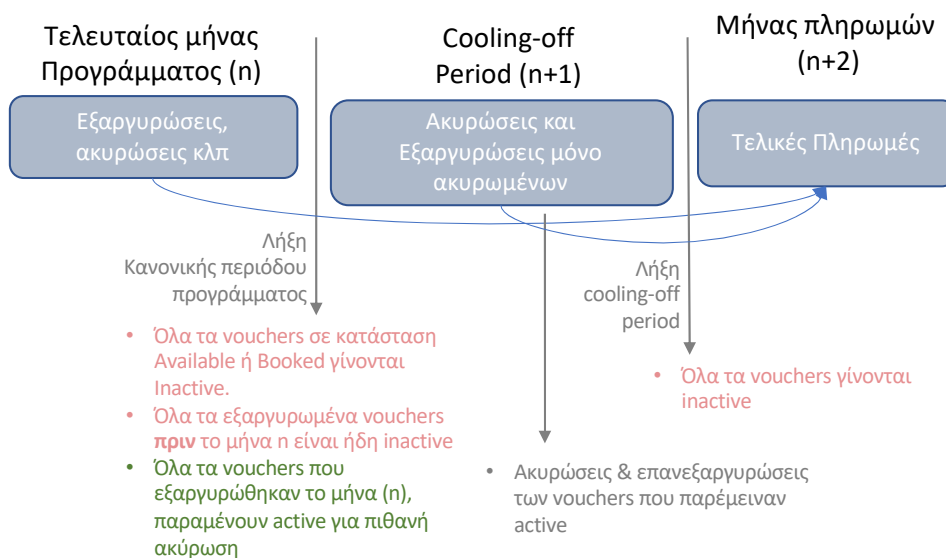 Τελευταίος μήνας
Προγράμματος (n)
Cooling-off
Period (n+1)
Μήνας πληρωμών
(n+2)
Εξαργυρώσεις,
ακυρώσεις κλπ
Ακυρώσεις και
Εξαργυρώσεις μόνο
ακυρωμένων
Τελικές Πληρωμές
Λήξη
Κανονικής περιόδου
προγράμματος
Λήξη
cooling-off
period
• Όλα τα vouchers σε κατάσταση
Available ή Booked γίνονται
Inactive.
• Όλα τα εξαργυρωμένα vouchers
πριν το μήνα n είναι ήδη inactive
• Όλα τα vouchers που
εξαργυρώθηκαν το μήνα (n),
παραμένουν active για πιθανή
ακύρωση
• Ακυρώσεις & επανεξαργυρώσεις
των vouchers που παρέμειναν
active
• Όλα τα vouchers γίνονται
inactive